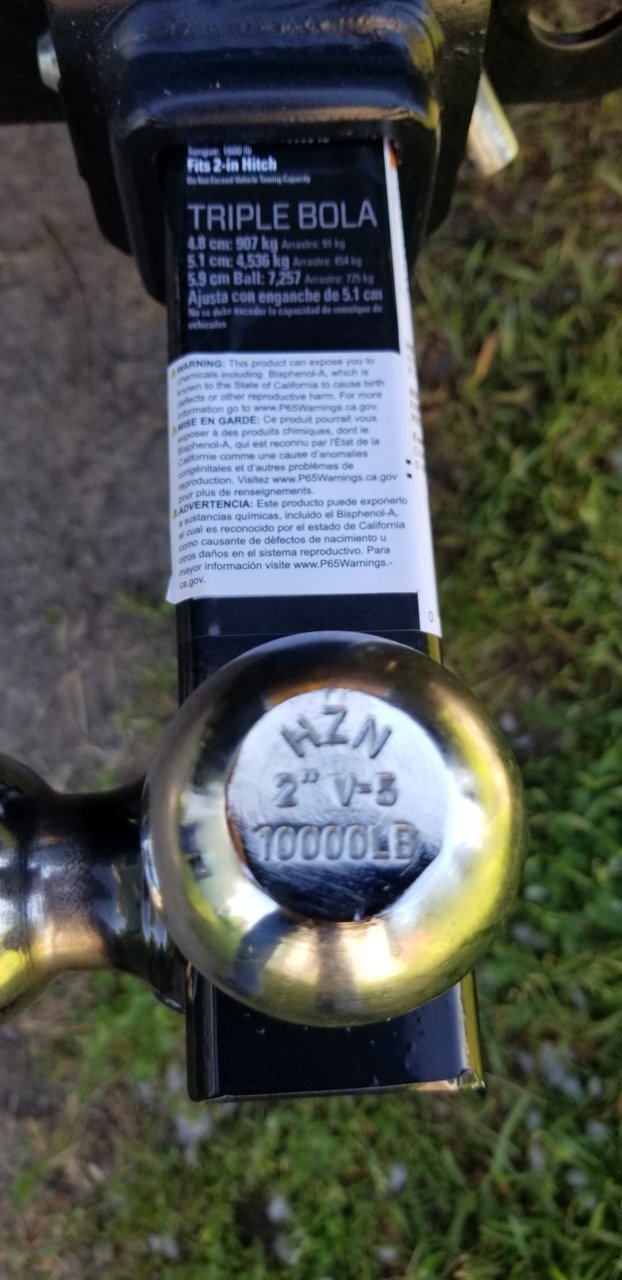 Tongue: 1600 lb
Fits 2-in Hitch
Do Not Exceed Vehicle Towing Capacity
TRIPLE BOLA
4.8 cm: 907 kg Arrastre: 91 kg
5.1 cm: 4,536 kg Arrastre: 454 kg
5.9 cm Ball: 7,257 Arrastre: 725 kg
Ajusta con enganche de 5.1 cm
No se debe exceder la capacidad de remolque de
vehiculos
WARNING: This product can expose you to
chemicals including Bisphenol-A, which is
known to the State of California to cause birth
defects or other reproductive harm. For more
information go to www.P65Warnings.ca.gov
MISE EN GARDE: Ce produit pourrait vous
exposer à des produits chimiques, dont le
Bisphenol-A, qui est reconnu par l'État de la
Californie comme une cause d'anomalies
congénitales et d'autres problèmes de
reproduction. Visitez www.P65Warnings.ca.gov
pour plus de renseignements.
ADVERTENCIA: Este producto puede exponerlo
a sustancias químicas, incluido el Bisphenol-A,
el cual es reconocido por el estado de California
como causante de defectos de nacimiento u
otros daños en el sistema reproductivo. Para
mayor información visite www.P65Warnings.-
ca.gov.
0
HZN
2" V-5
10000LB